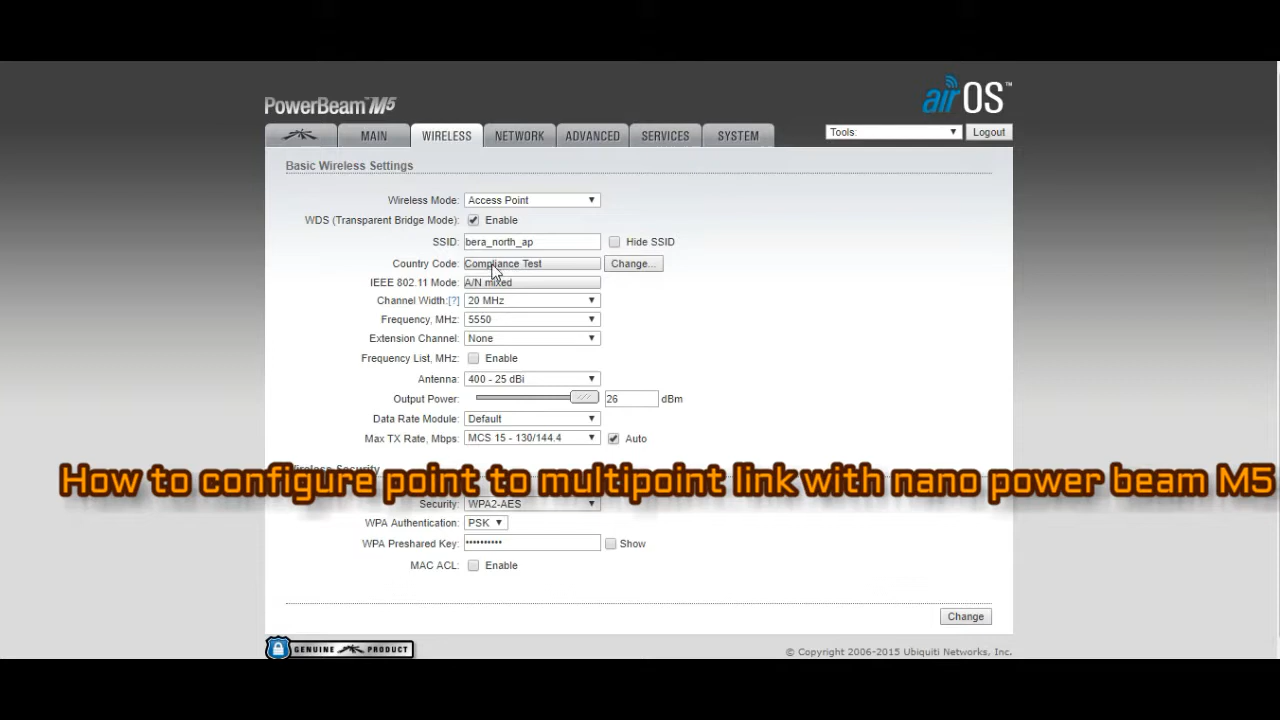 PowerBeam™M5
airOS™
MAIN WIRELESS NETWORK ADVANCED SERVICES SYSTEM Tools: Logout
Basic Wireless Settings
Wireless Mode: Access Point
WDS (Transparent Bridge Mode): Enable
SSID: bera_north_ap Hide SSID
Country Code: Compliance Test Change...
IEEE 802.11 Mode: A/N mixed
Channel Width:[?] 20 MHz
Frequency, MHz: 5550
Extension Channel: None
Frequency List, MHz: Enable
Antenna: 400 - 25 dBi
Output Power: 26 dBm
Data Rate Module: Default
Max TX Rate, Mbps: MCS 15 - 130/144.4 Auto
Wireless Security
How to configure point to multipoint link with nano power beam M5
Security: WPA2-AES
WPA Authentication: PSK
WPA Preshared Key: •••••••••• Show
MAC ACL: Enable
Change
GENUINE PRODUCT
© Copyright 2006-2015 Ubiquiti Networks, Inc.